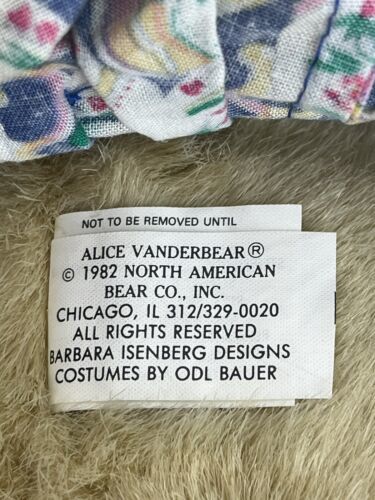 NOT TO BE REMOVED UNTIL
ALICE VANDERBEAR®
© 1982 NORTH AMERICAN
BEAR CO., INC.
CHICAGO, IL 312/329-0020
ALL RIGHTS RESERVED
BARBARA ISENBERG DESIGNS
COSTUMES BY ODL BAUER